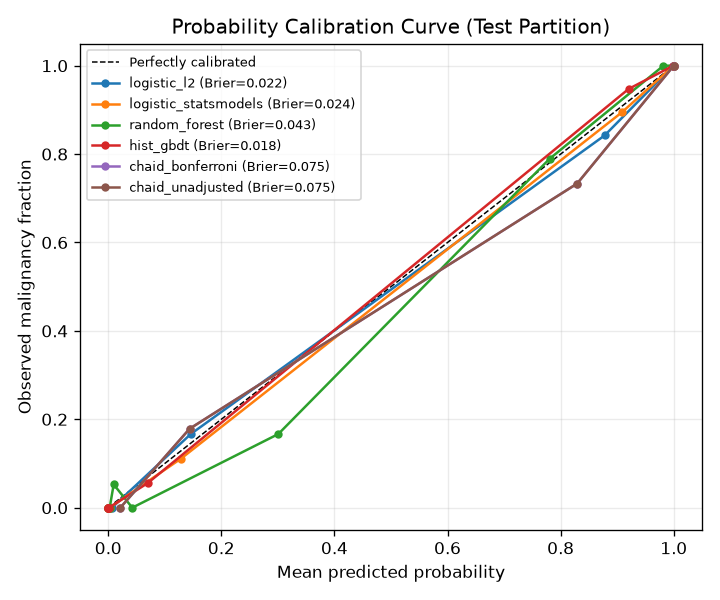 Probability Calibration Curve (Test Partition)
1.0
0.8
0.6
0.4
0.2
0.0
Observed malignancy fraction
Perfectly calibrated
logistic_l2 (Brier=0.022)
logistic_statsmodels (Brier=0.024)
random_forest (Brier=0.043)
hist_gbdt (Brier=0.018)
chaid_bonferroni (Brier=0.075)
chaid_unadjusted (Brier=0.075)
0.0 0.2 0.4 0.6 0.8 1.0
Mean predicted probability